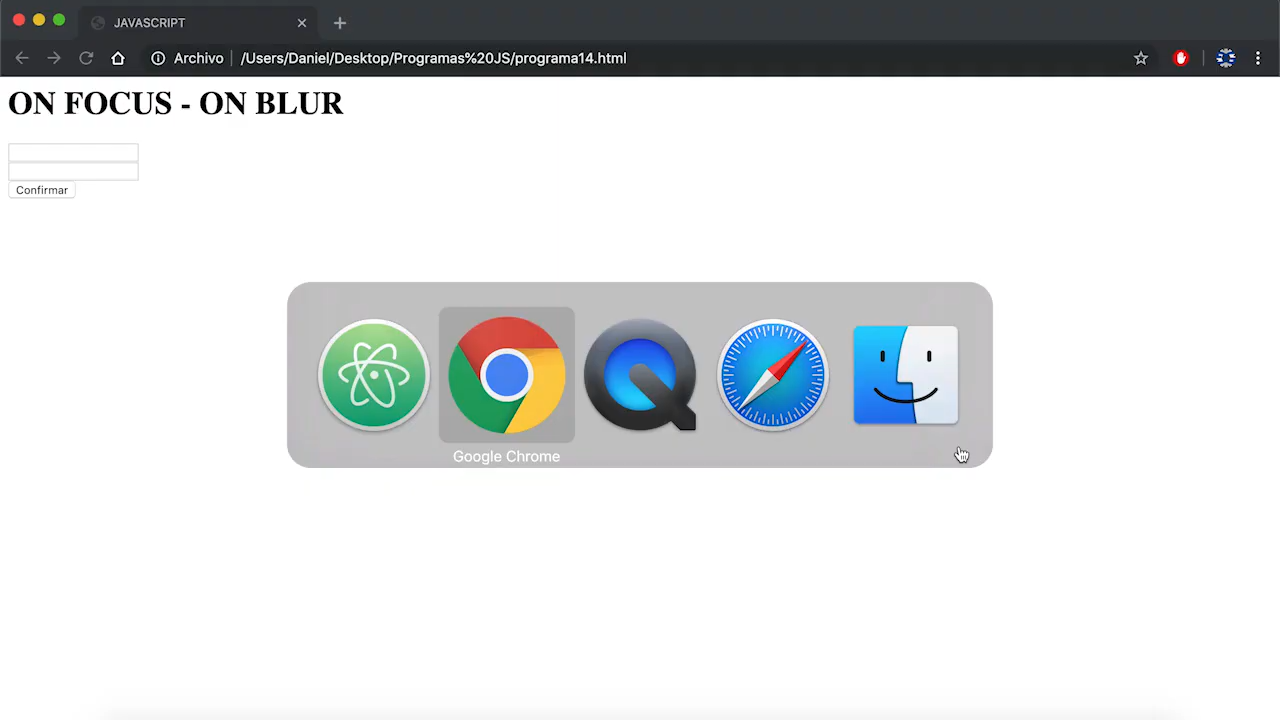 JAVASCRIPT
Archivo /Users/Daniel/Desktop/Programas%20JS/programa14.html
ON FOCUS - ON BLUR
Confirmar
Google Chrome